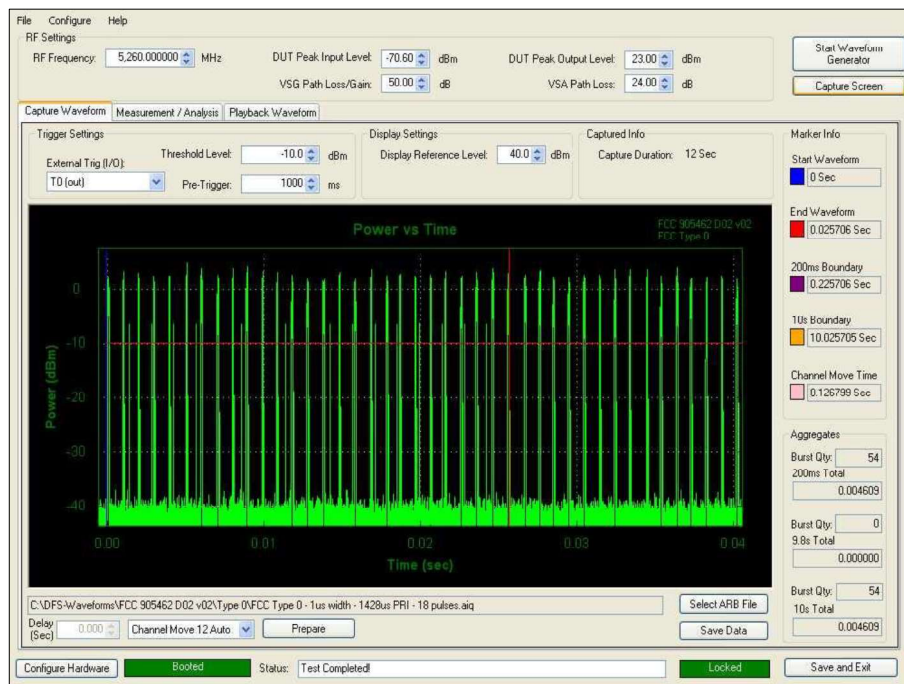 File Configure Help
RF Settings
RF Frequency: 5,260.000000 MHz DUT Peak Input Level: -70.60 dBm DUT Peak Output Level: 23.00 dBm
VSG Path Loss/Gain: 50.00 dB VSA Path Loss: 24.00 dB
Start Waveform
Generator
Capture Screen
Capture Waveform Measurement / Analysis Playback Waveform
Trigger Settings
External Trig (I/O):
T0 (out)
Threshold Level: -10.0 dBm
Pre-Trigger: 1000 ms
Display Settings
Display Reference Level: 40.0 dBm
Captured Info
Capture Duration: 12 Sec
Marker Info
Start Waveform
0 Sec
End Waveform
0.025706 Sec
200ms Boundary
0.225706 Sec
10s Boundary
10.025705 Sec
Channel Move Time
0.126799 Sec
Power vs Time
FCC 905462 D02 v02
FCC Type 0
Power (dBm)
0
-10
-20
-30
-40
0.00 0.01 0.02 0.03 0.04
Time (sec)
Aggregates
Burst Qty: 54
200ms Total
0.004609
Burst Qty: 0
9.8s Total
0.000000
Burst Qty: 54
10s Total
0.004609
C:\DFS-Waveforms\FCC 905462 D02 v02\Type 0\FCC Type 0 - 1us width - 1428us PRI - 18 pulses.aiq
Select ARB File
Delay
(Sec) 0.000 Channel Move 12 Auto Prepare
Save Data
Configure Hardware Booted Status: Test Completed! Locked Save and Exit